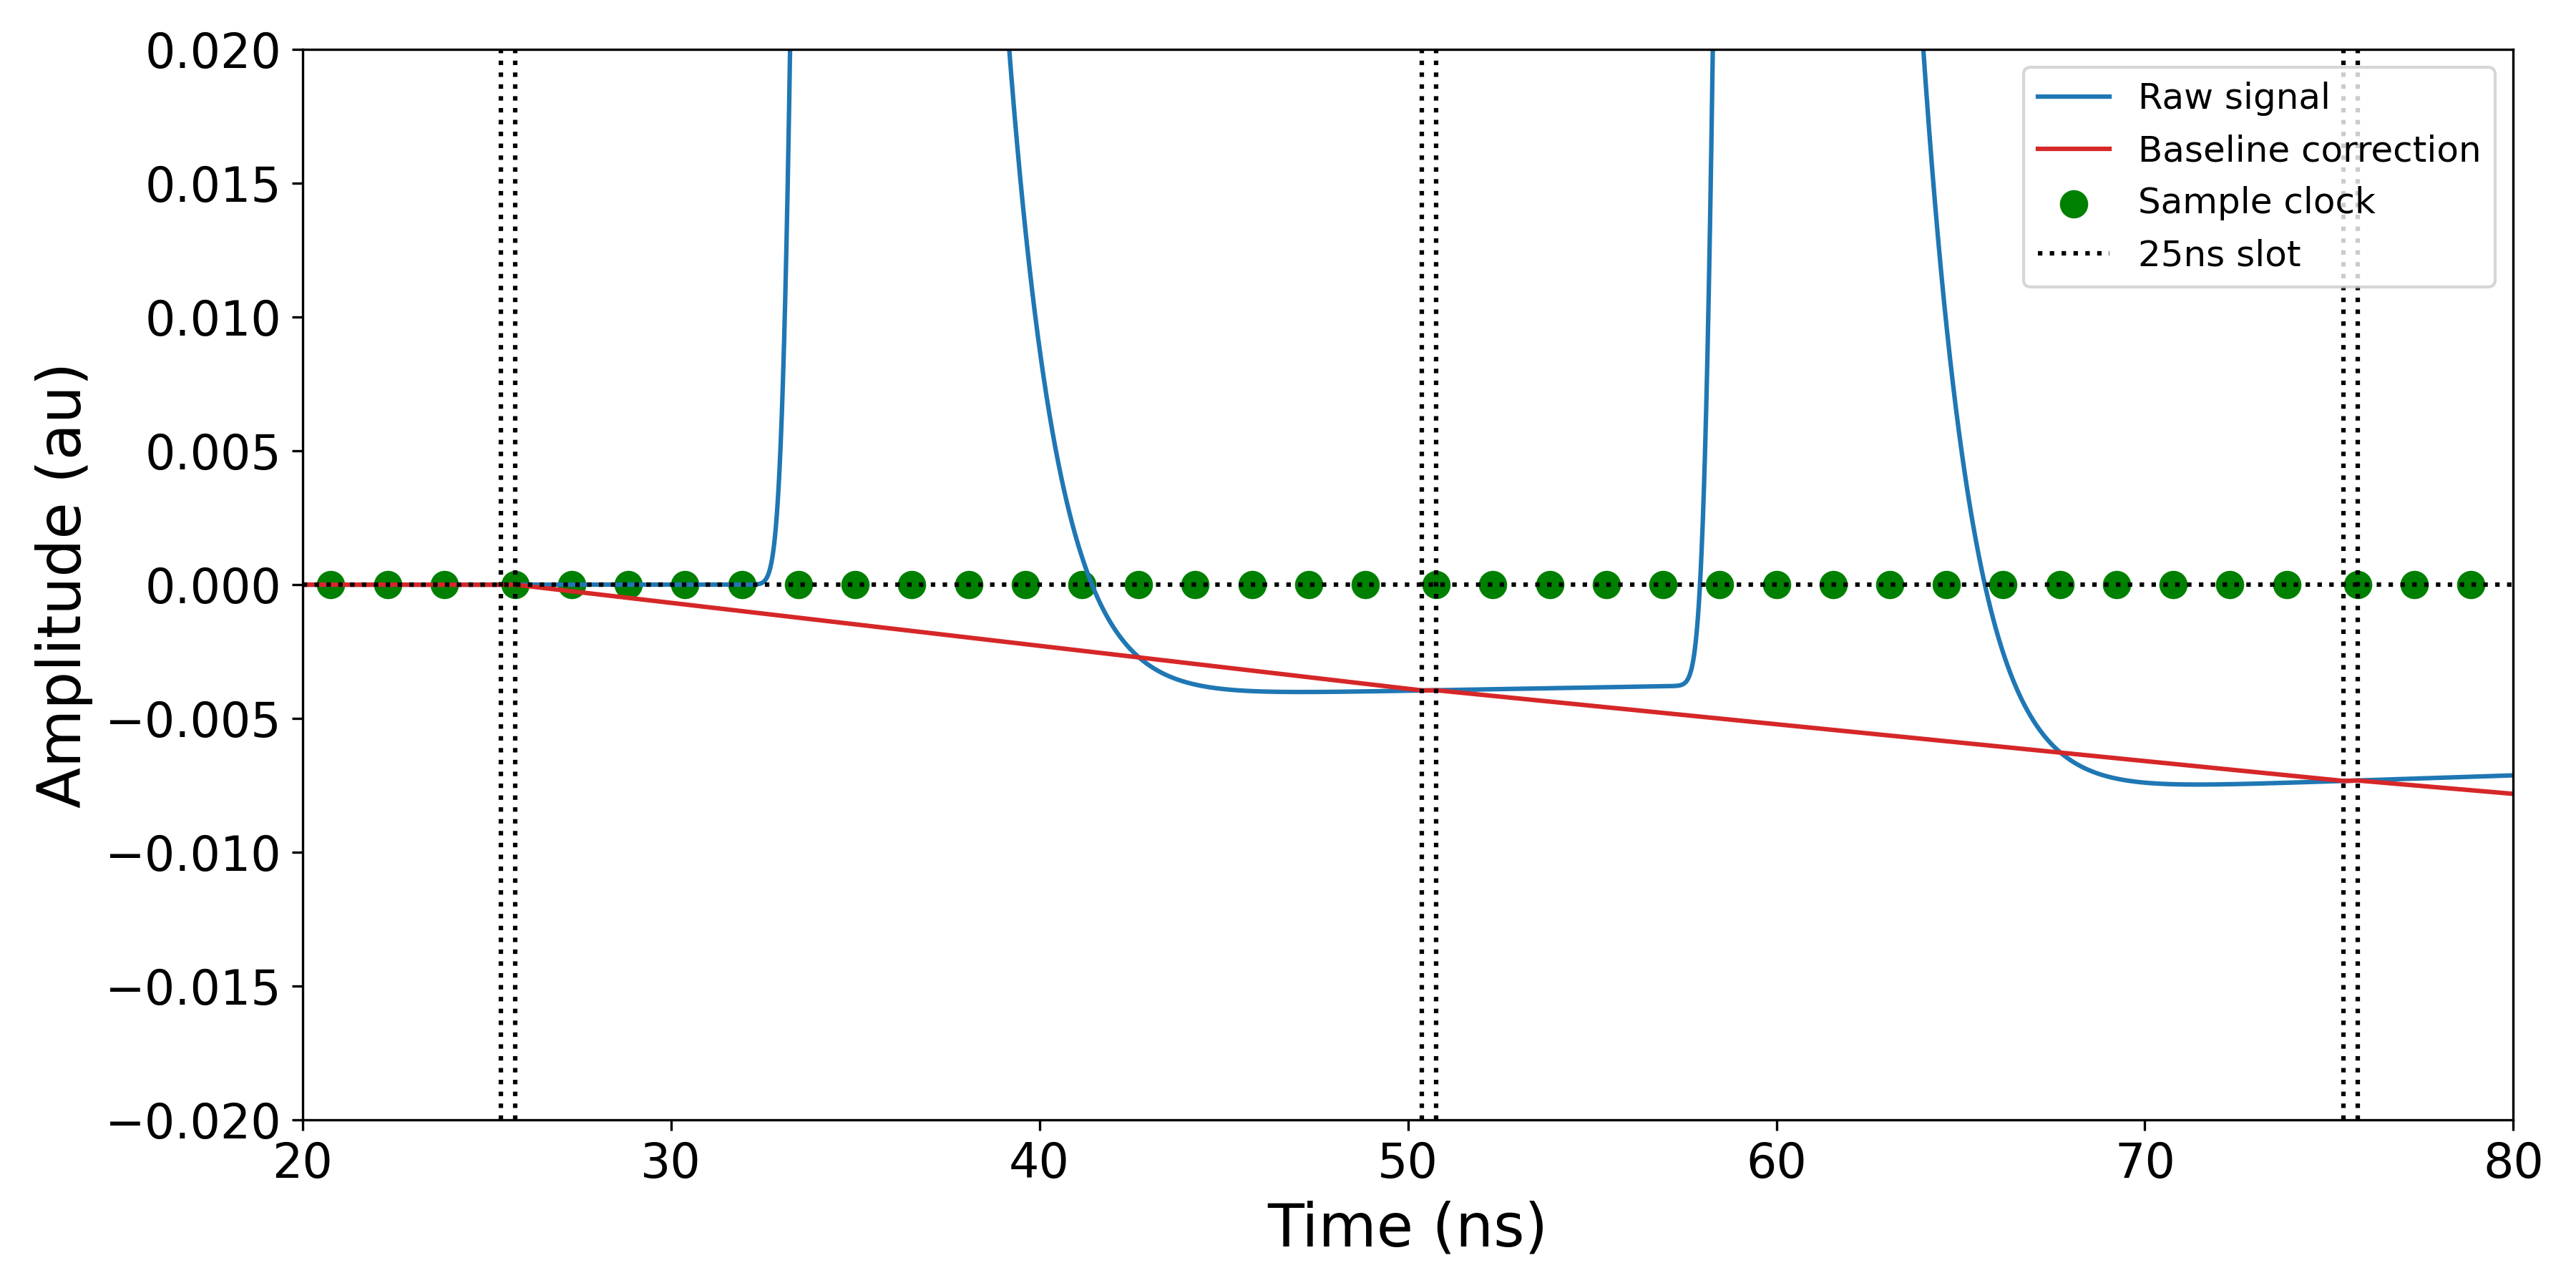 0.020
0.015
0.010
0.005
0.000
−0.005
−0.010
−0.015
−0.020
Amplitude (au)
Raw signal
Baseline correction
Sample clock
25ns slot
20 30 40 50 60 70 80
Time (ns)